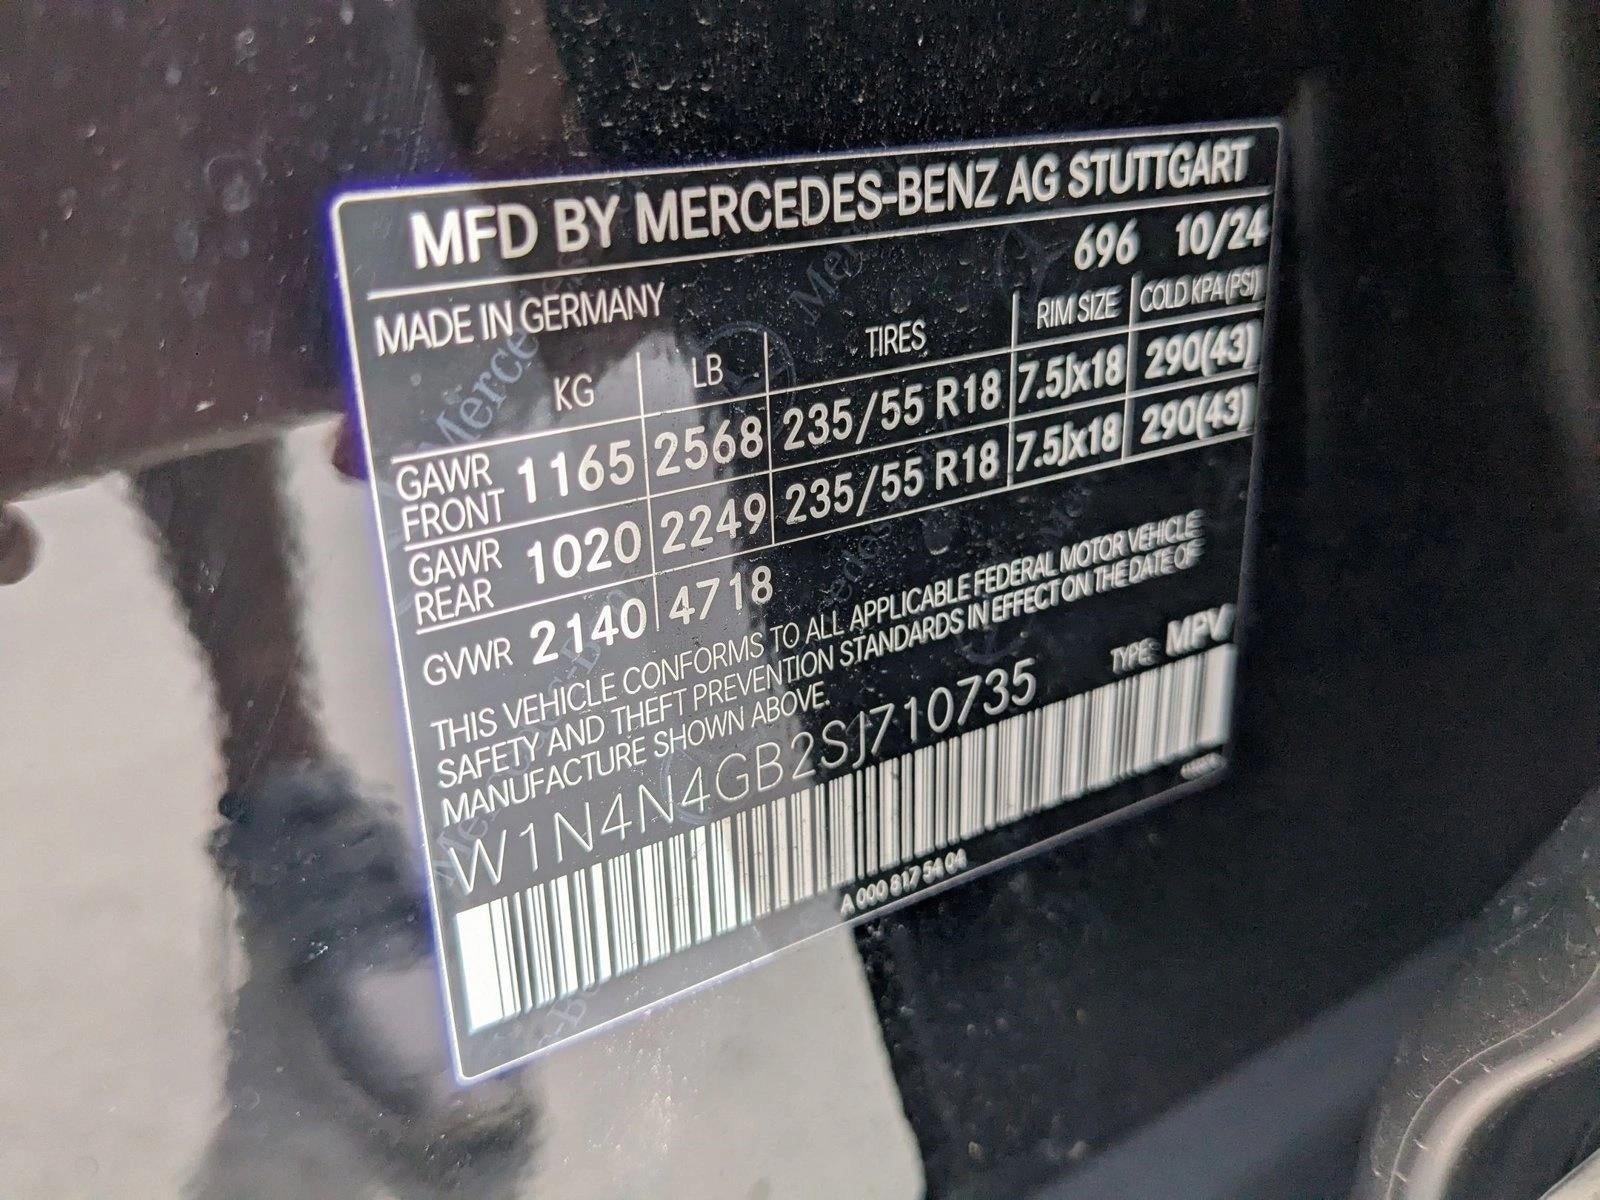 MFD BY MERCEDES-BENZ AG STUTTGART
696 10/24
MADE IN GERMANY
KG LB TIRES RIM SIZE COLD KPA(PSI)
GAWR FRONT 1165 2568 235/55 R18 7.5Jx18 290(43)
GAWR REAR 1020 2249 235/55 R18 7.5Jx18 290(43)
GVWR 2140 4718
THIS VEHICLE CONFORMS TO ALL APPLICABLE FEDERAL MOTOR VEHICLE
SAFETY AND THEFT PREVENTION STANDARDS IN EFFECT ON THE DATE OF
MANUFACTURE SHOWN ABOVE.
TYPE: MPV
W1N4N4GB2SJ710735
A 000 817 54 04